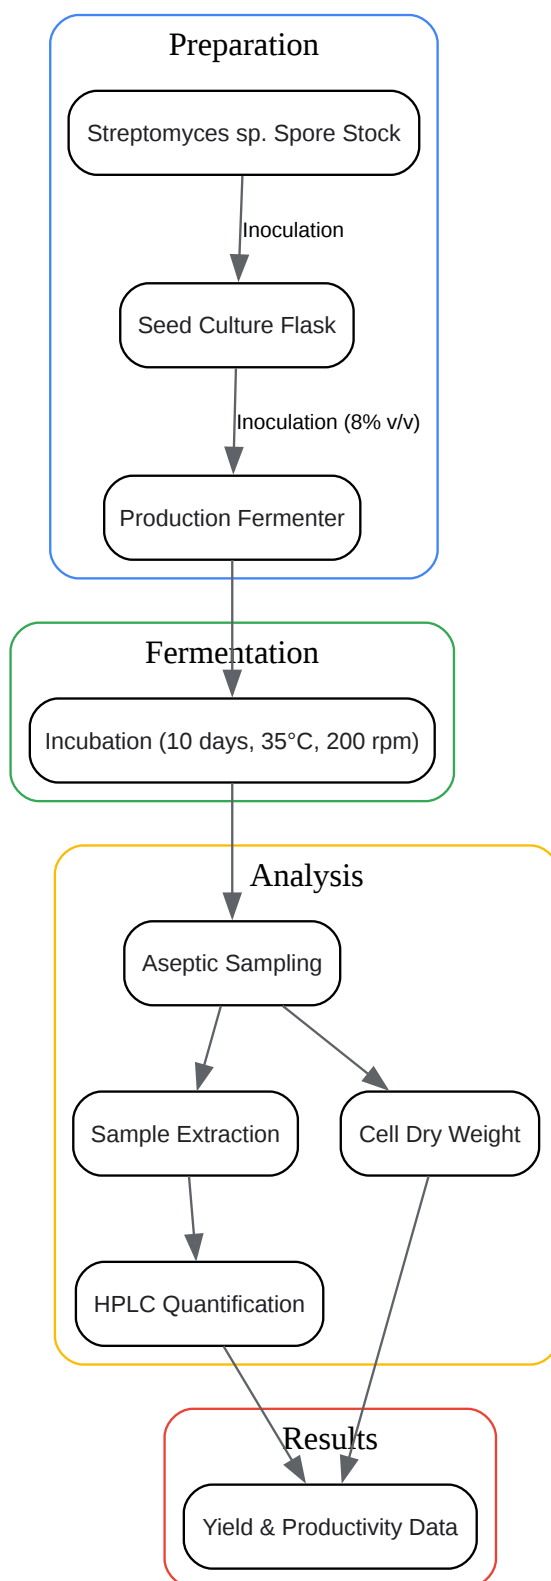 Preparation
Streptomyces sp. Spore Stock
Inoculation
Seed Culture Flask
Inoculation (8% v/v)
Production Fermenter
Fermentation
Incubation (10 days, 35°C, 200 rpm)
Analysis
Aseptic Sampling
Sample Extraction
Cell Dry Weight
HPLC Quantification
Results
Yield & Productivity Data